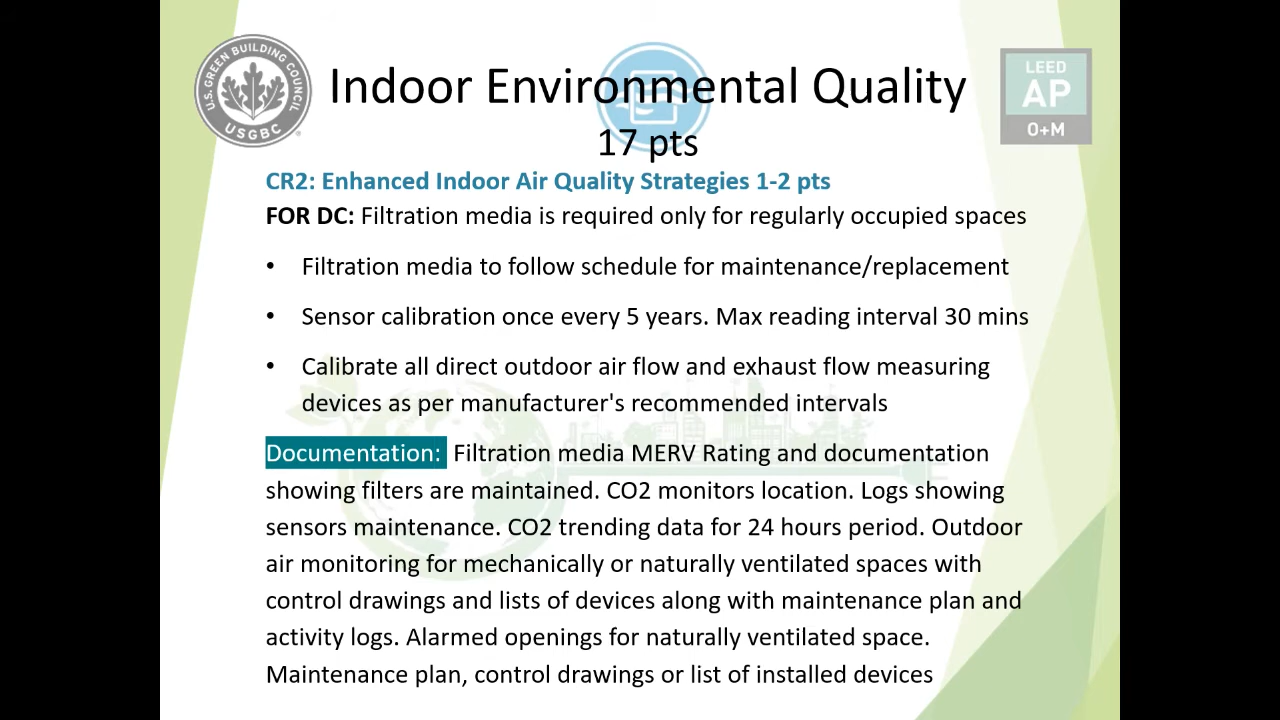 U.S. GREEN BUILDING COUNCIL
USGBC
Indoor Environmental Quality
17 pts
LEED
AP
O+M
CR2: Enhanced Indoor Air Quality Strategies 1-2 pts
FOR DC: Filtration media is required only for regularly occupied spaces
• Filtration media to follow schedule for maintenance/replacement
• Sensor calibration once every 5 years. Max reading interval 30 mins
• Calibrate all direct outdoor air flow and exhaust flow measuring
devices as per manufacturer's recommended intervals
Documentation: Filtration media MERV Rating and documentation
showing filters are maintained. CO2 monitors location. Logs showing
sensors maintenance. CO2 trending data for 24 hours period. Outdoor
air monitoring for mechanically or naturally ventilated spaces with
control drawings and lists of devices along with maintenance plan and
activity logs. Alarmed openings for naturally ventilated space.
Maintenance plan, control drawings or list of installed devices